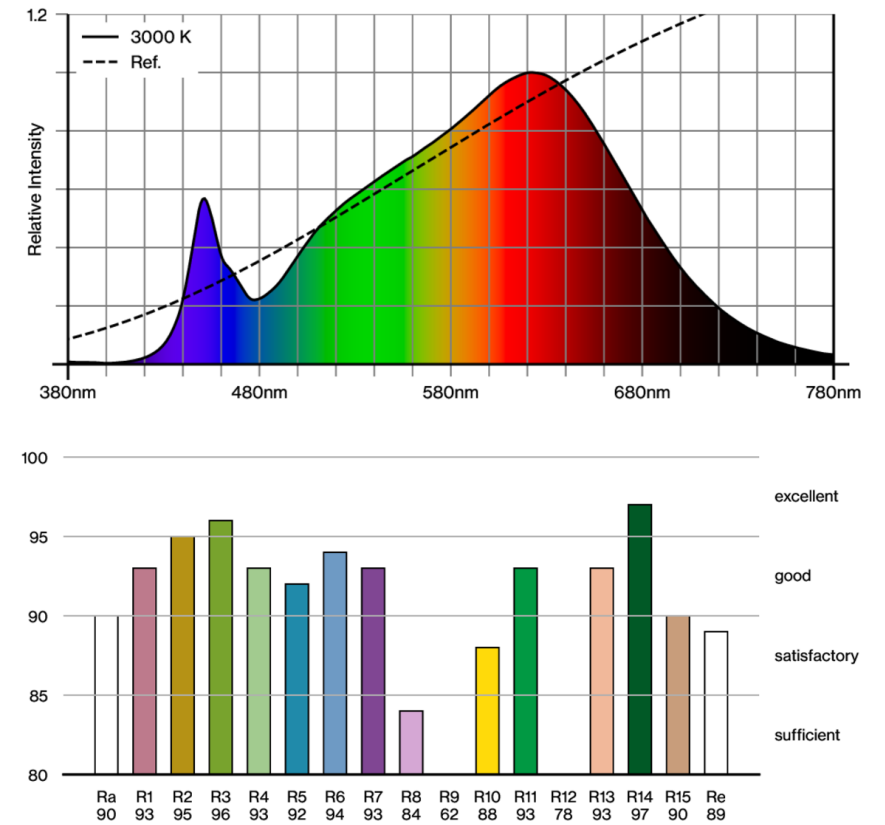 1.2
3000 K
Ref.
Relative Intensity
380nm 480nm 580nm 680nm 780nm
100
excellent
95
good
90
satisfactory
85
sufficient
80
Ra R1 R2 R3 R4 R5 R6 R7 R8 R9 R10 R11 R12 R13 R14 R15 Re
90 93 95 96 93 92 94 93 84 62 88 93 78 93 97 90 89